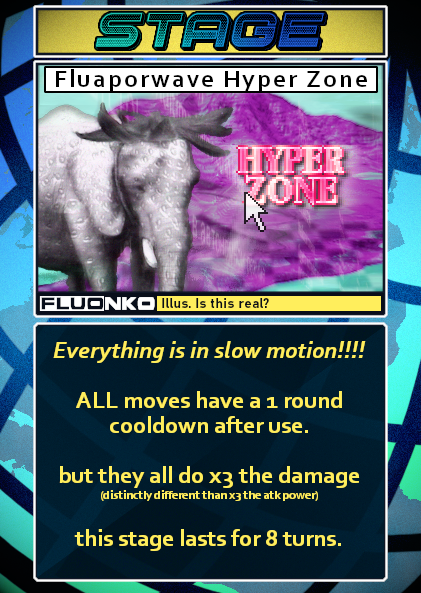 STAGE
Fluaporwave Hyper Zone
HYPER
ZONE
FLUONKO Illus. Is this real?
Everything is in slow motion!!!!
ALL moves have a 1 round
cooldown after use.
but they all do x3 the damage
(distinctly different than x3 the atk power)
this stage lasts for 8 turns.